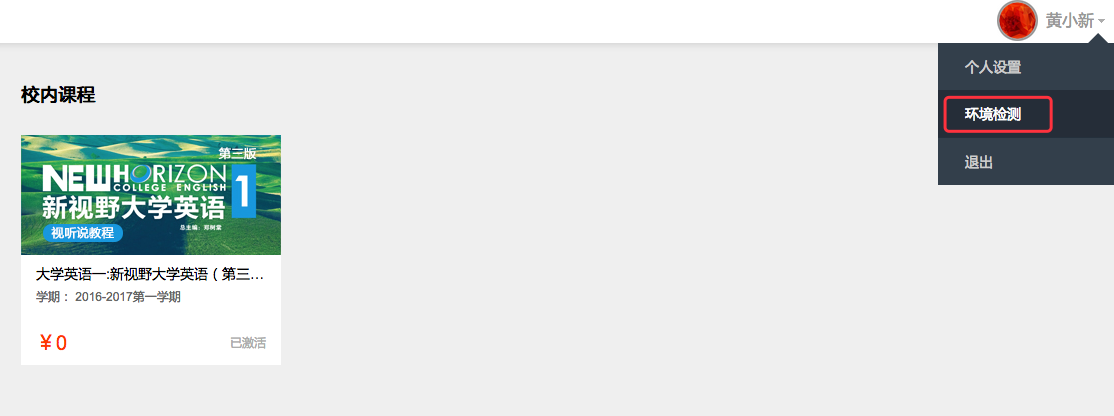 黄小新
个人设置
环境检测
退出
校内课程
第三版
NEW HORIZON
COLLEGE ENGLISH
1
新视野大学英语
总主编：郑树棠
视听说教程
大学英语一:新视野大学英语（第三...
学期： 2016-2017第一学期
¥0
已激活